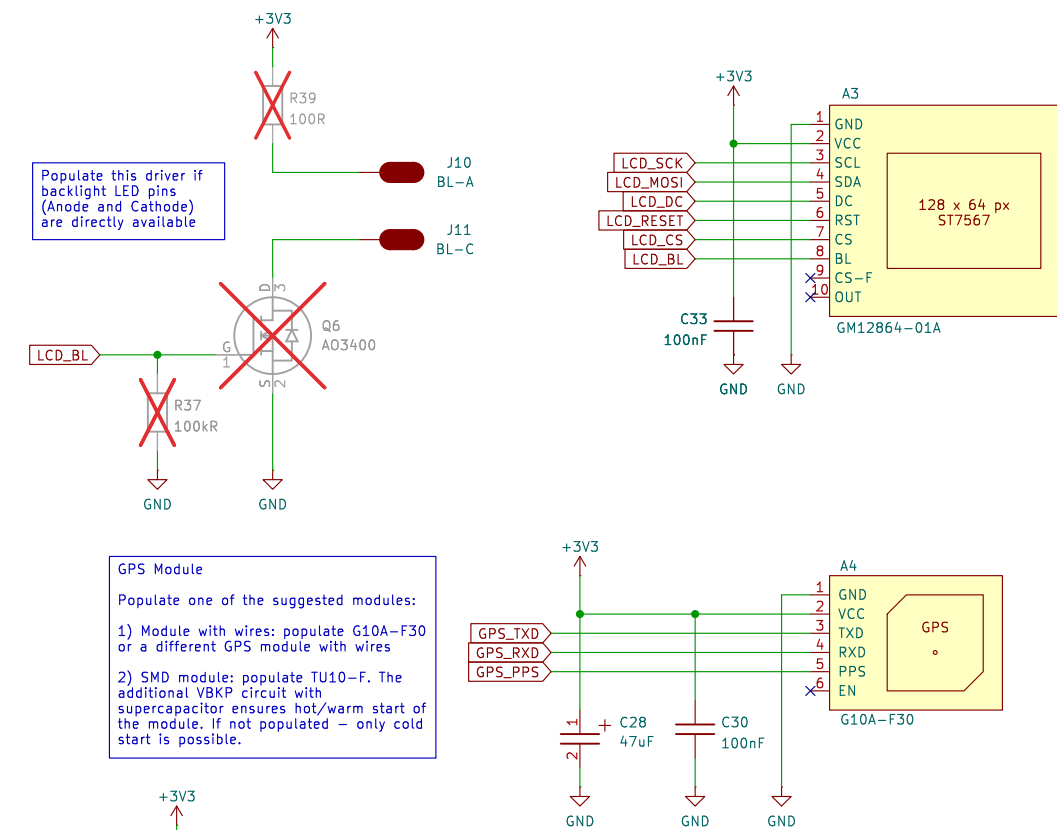 +3V3
R39
100R
J10
BL-A
Populate this driver if
backlight LED pins
(Anode and Cathode)
are directly available
J11
BL-C
D
3
Q6
AO3400
G
1
S
2
LCD_BL
R37
100kR
GND
GND
+3V3
A3
1 GND
2 VCC
LCD_SCK 3 SCL
LCD_MOSI 4 SDA
LCD_DC 5 DC
LCD_RESET 6 RST
LCD_CS 7 CS
LCD_BL 8 BL
9 CS-F
10 OUT
128 x 64 px
ST7567
GM12864-01A
C33
100nF
GND
GND
GPS Module
Populate one of the suggested modules:
1) Module with wires: populate G10A-F30
or a different GPS module with wires
2) SMD module: populate TU10-F. The
additional VBKP circuit with
supercapacitor ensures hot/warm start of
the module. If not populated - only cold
start is possible.
+3V3
A4
1 GND
2 VCC
GPS_TXD 3 TXD
GPS_RXD 4 RXD
GPS_PPS 5 PPS
6 EN
GPS
G10A-F30
1
+
2
C28
47uF
C30
100nF
GND
GND
GND
+3V3